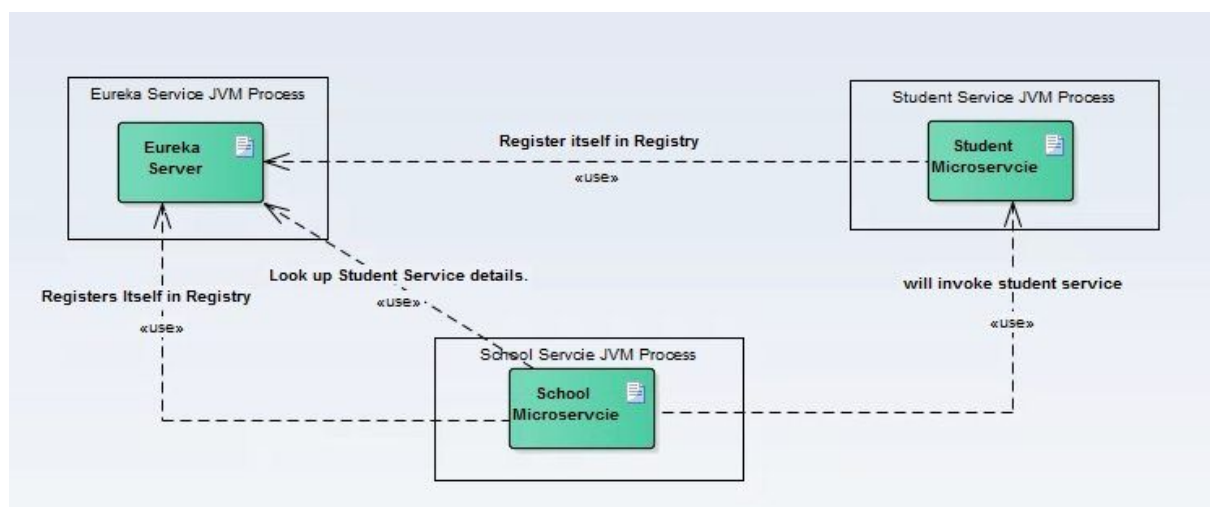 Eureka Service JVM Process
Eureka
Server
Student Service JVM Process
Student
Microservcie
Register itself in Registry
«use»
Look up Student Service details.
«use»
Registers Itself in Registry
«use»
will invoke student service
«use»
School Servcie JVM Process
School
Microservcie